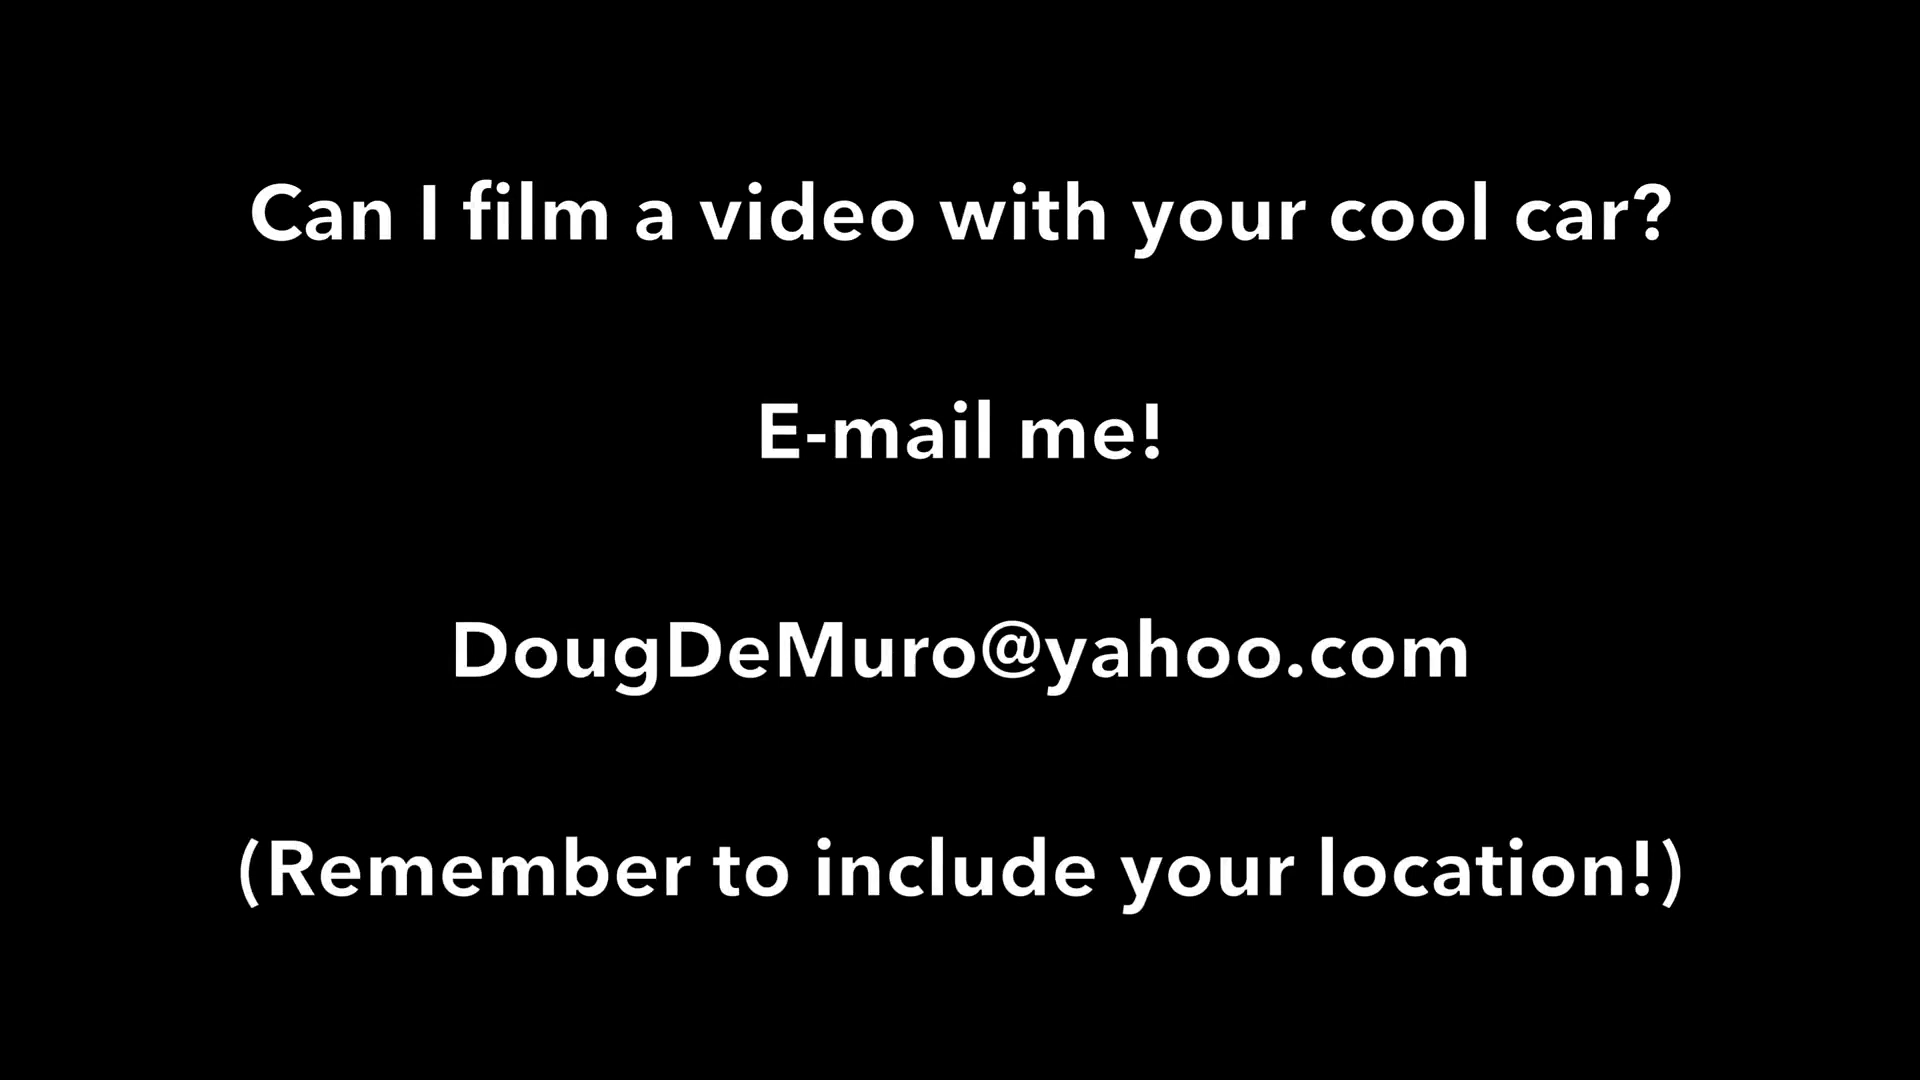 Can I film a video with your cool car?
E-mail me!
DougDeMuro@yahoo.com
(Remember to include your location!)